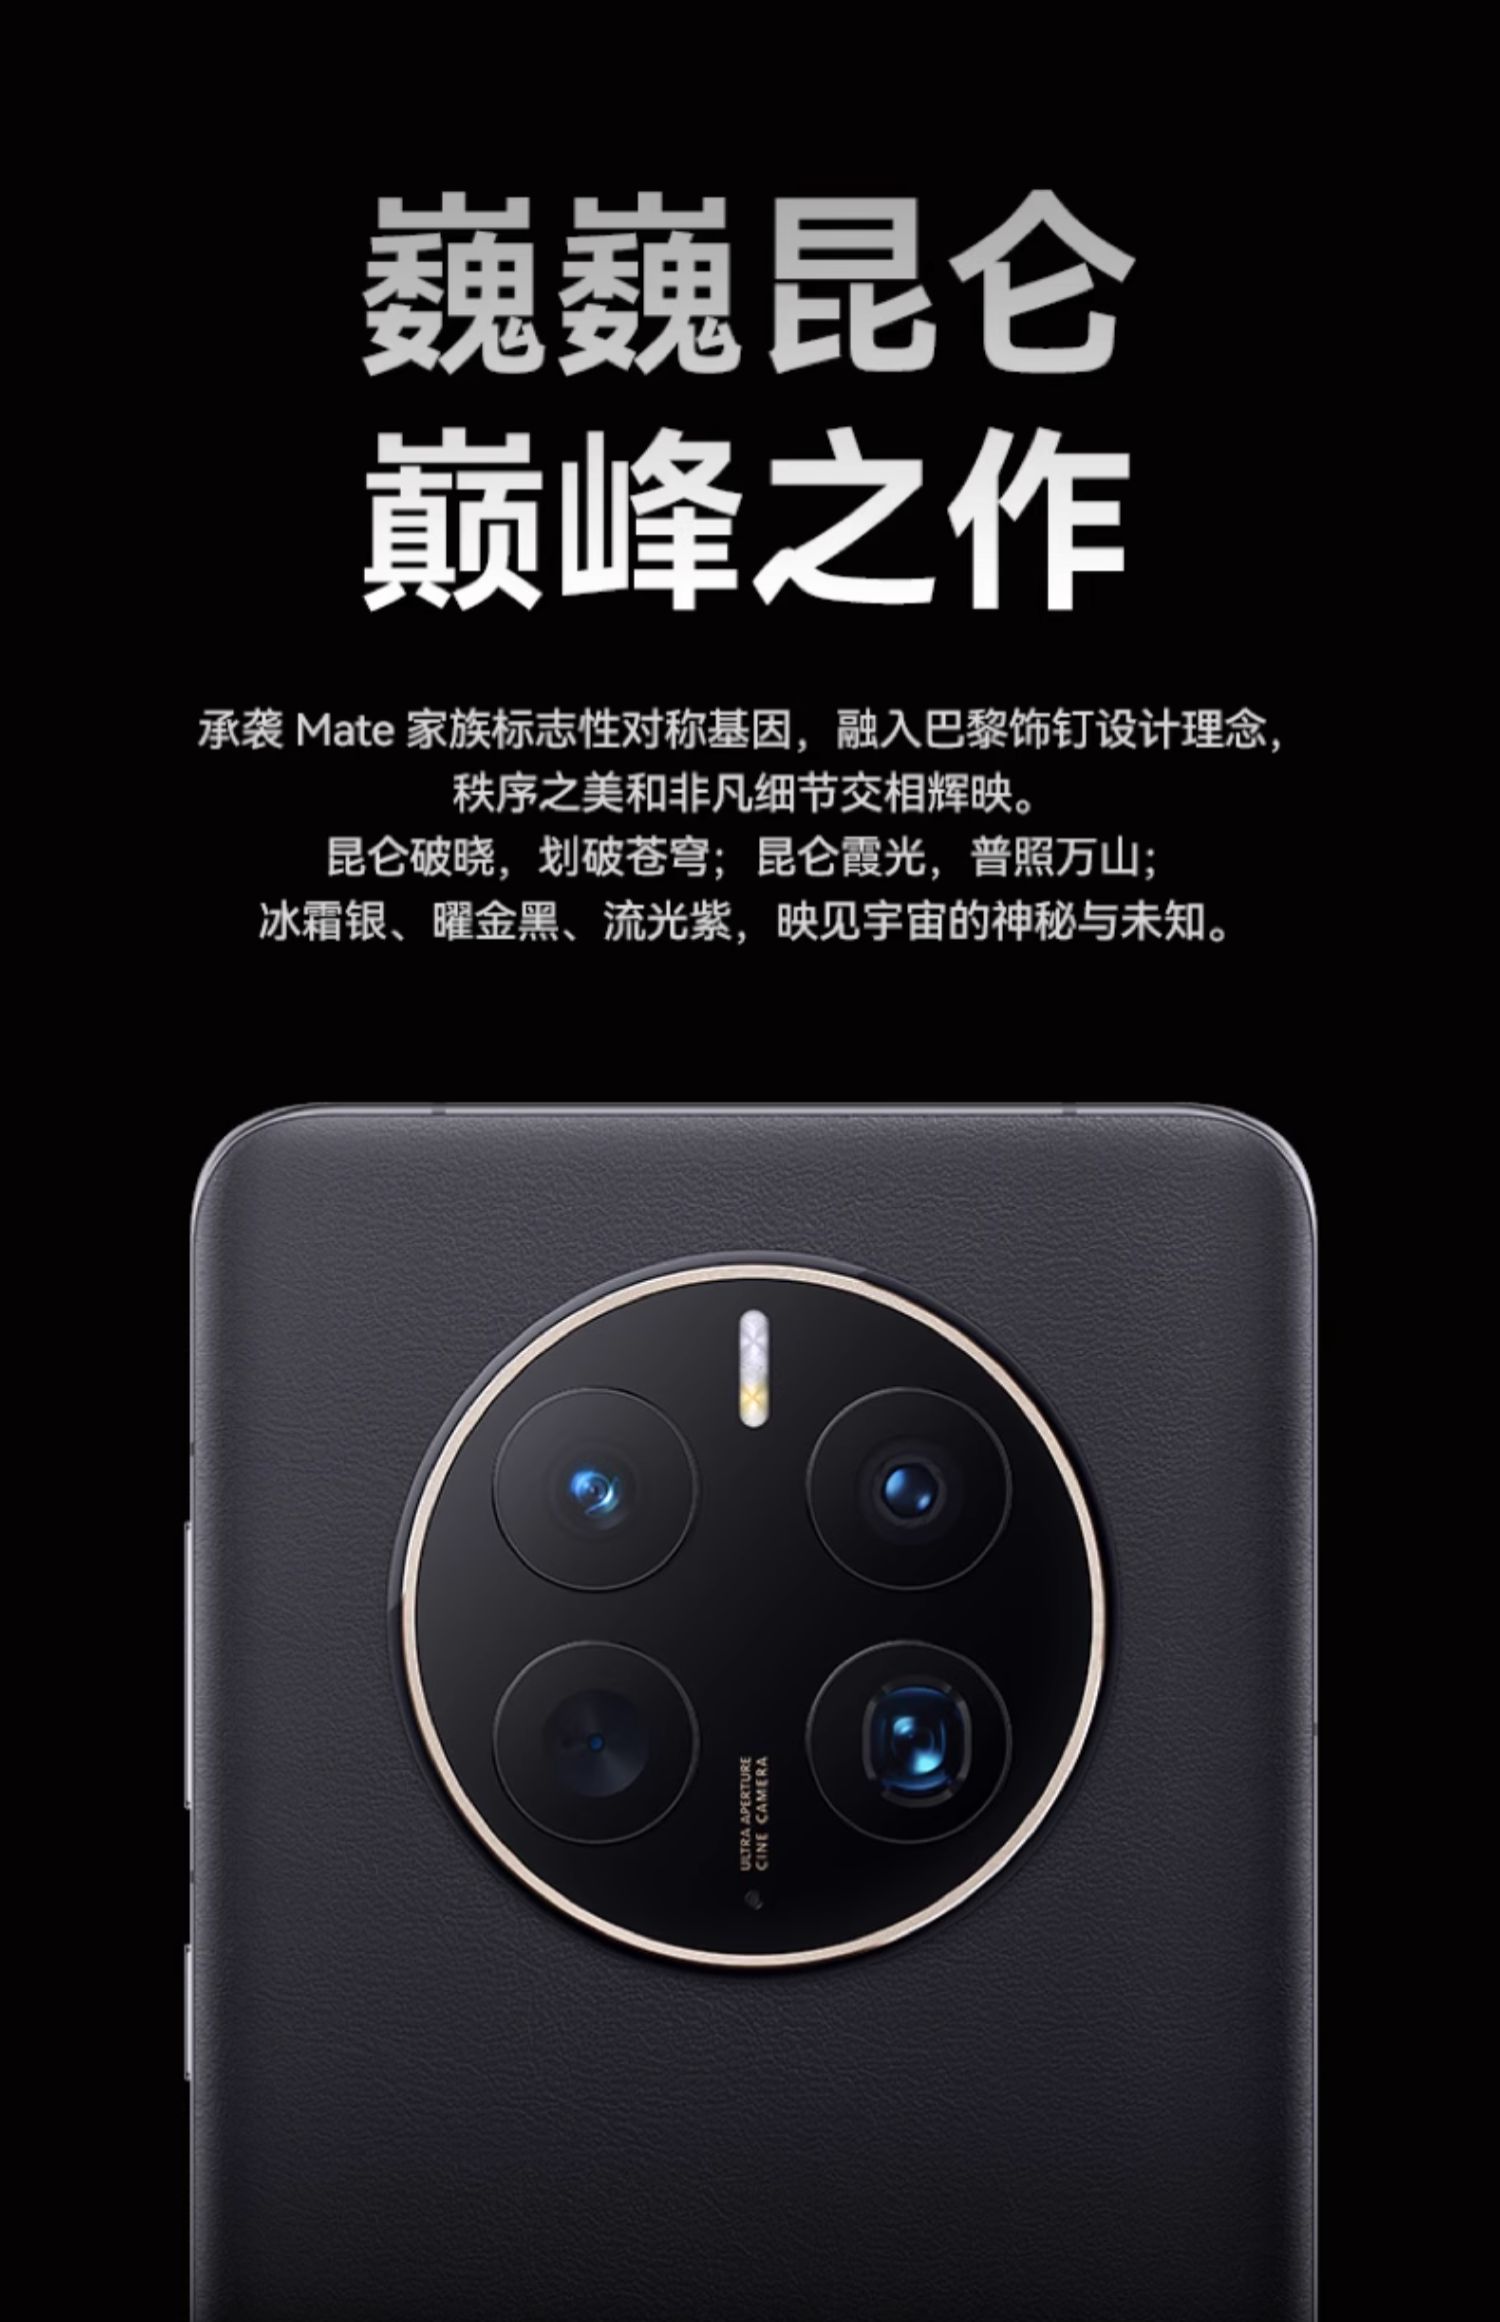 巍巍昆仑
巅峰之作
承袭 Mate 家族标志性对称基因，融入巴黎饰钉设计理念，
秩序之美和非凡细节交相辉映。
昆仑破晓，划破苍穹；昆仑霞光，普照万山；
冰霜银、曜金黑、流光紫，映见宇宙的神秘与未知。
ULTRA APERTURE
CINE CAMERA